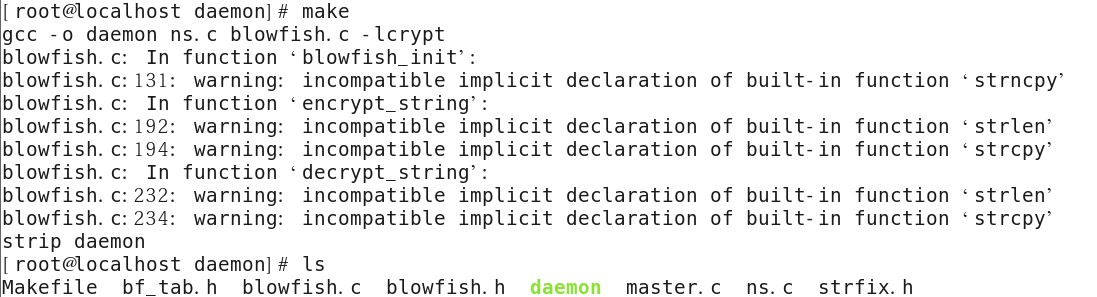 [root@localhost daemon]# make
gcc -o daemon ns.c blowfish.c -lcrypt
blowfish.c: In function ‘blowfish_init’:
blowfish.c:131: warning: incompatible implicit declaration of built-in function ‘strncpy’
blowfish.c: In function ‘encrypt_string’:
blowfish.c:192: warning: incompatible implicit declaration of built-in function ‘strlen’
blowfish.c:194: warning: incompatible implicit declaration of built-in function ‘strcpy’
blowfish.c: In function ‘decrypt_string’:
blowfish.c:232: warning: incompatible implicit declaration of built-in function ‘strlen’
blowfish.c:234: warning: incompatible implicit declaration of built-in function ‘strcpy’
strip daemon
[root@localhost daemon]# ls
Makefile  bf_tab.h  blowfish.c  blowfish.h  daemon  master.c  ns.c  strfix.h